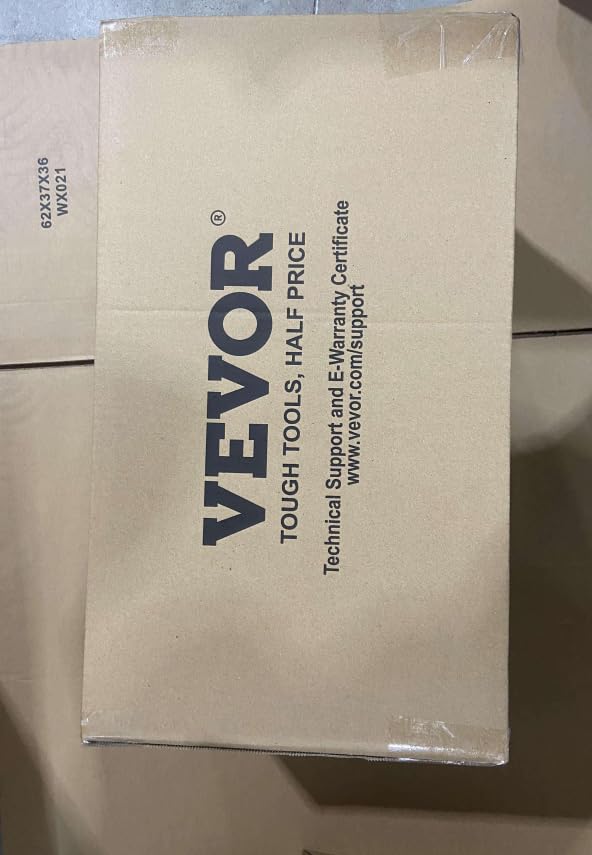 62X37X36
WX021
VEVOR®
TOUGH TOOLS, HALF PRICE
Technical Support and E-Warranty Certificate
www.vevor.com/support